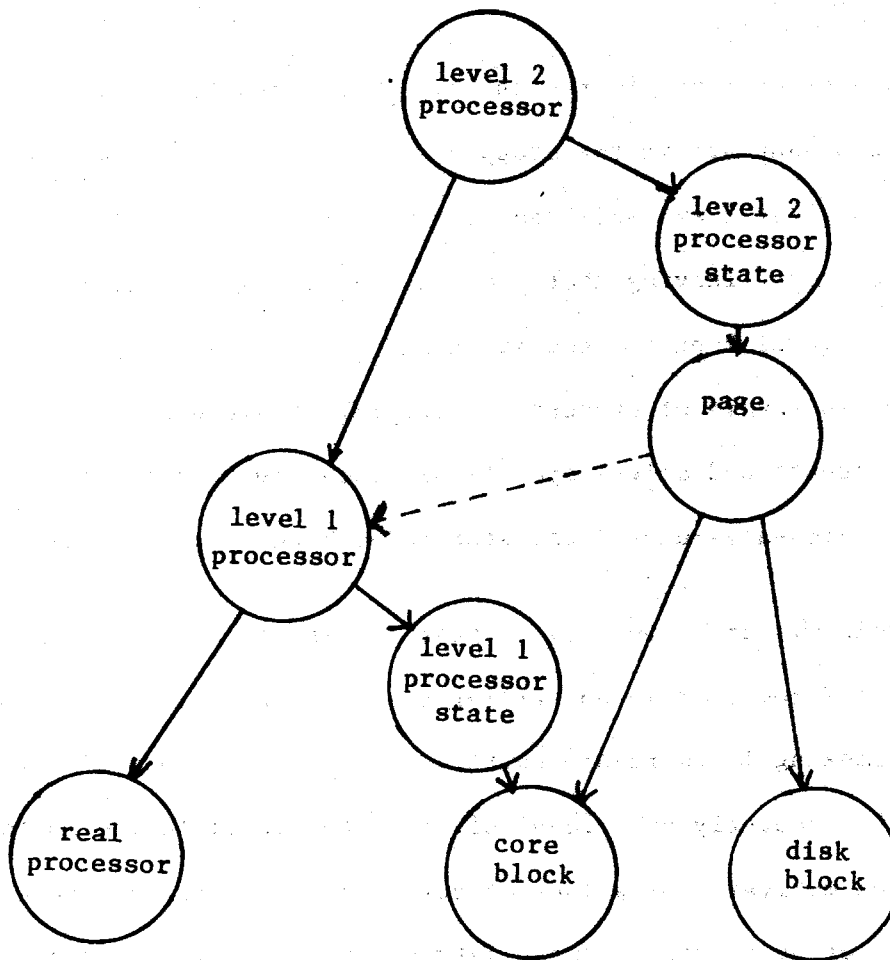 level 2
processor
level 2
processor
state
page
level 1
processor
level 1
processor
state
real
processor
core
block
disk
block